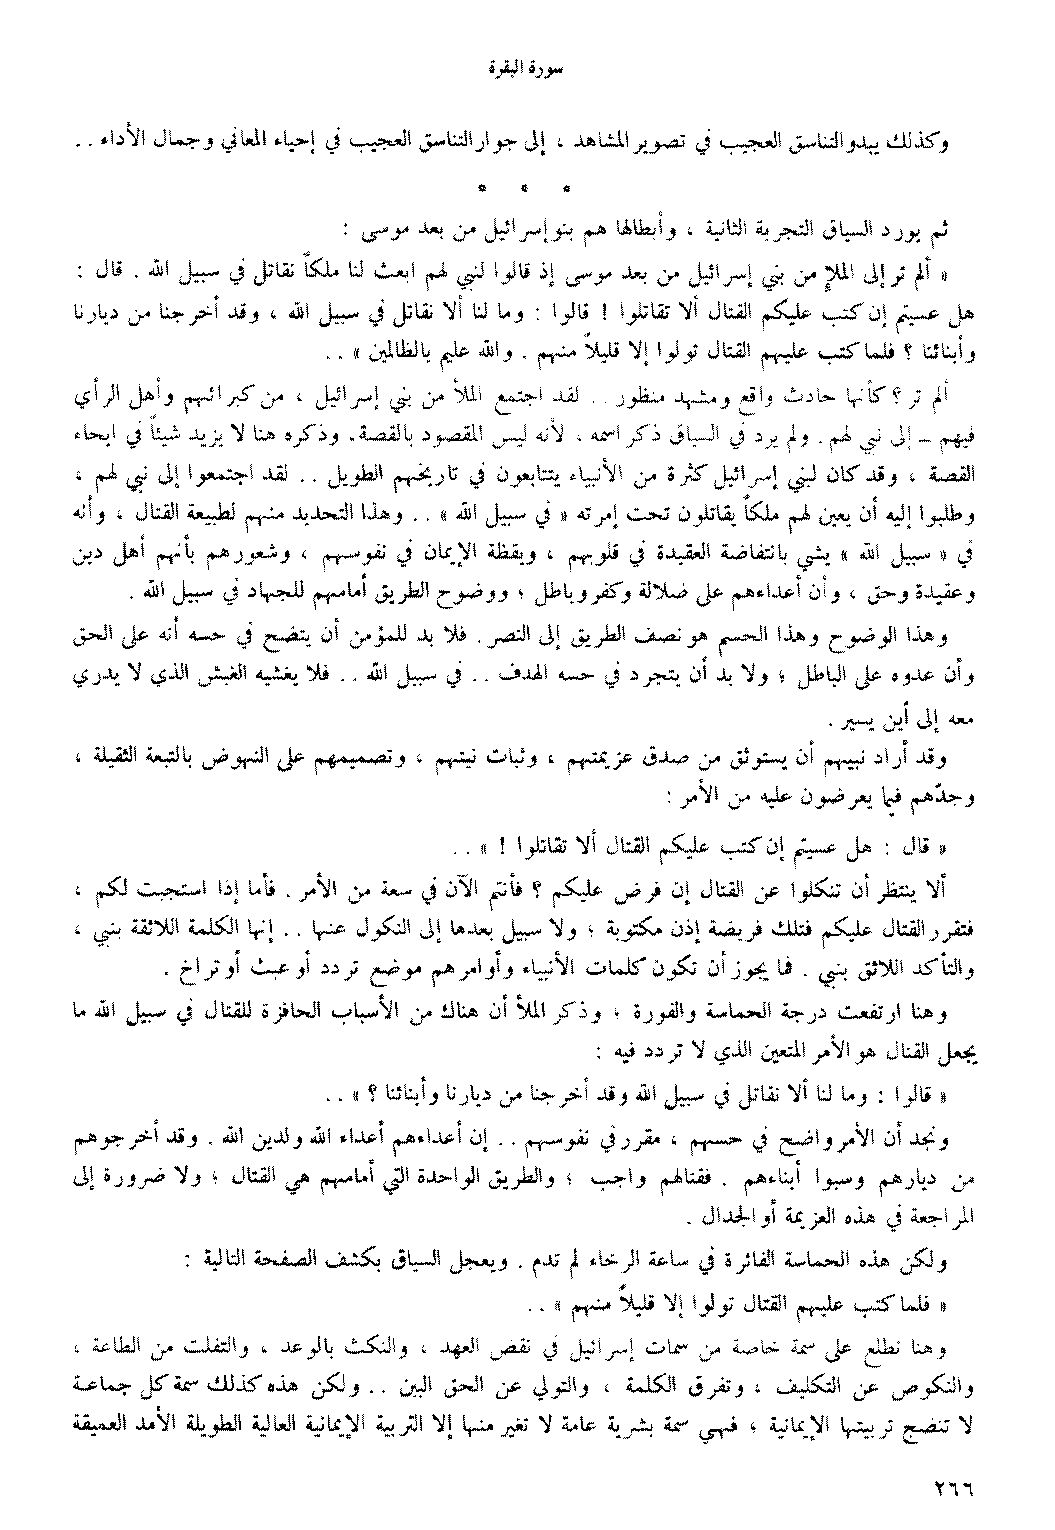 سورة البقرة
وكذلك يبدو التناسق العجيب في تصوير المشاهد ، إلى جوار التناسق العجيب في إحياء المعاني وجمال الأداء . .
* * *
ثم يورد السياق التجربة الثانية ، وأبطالها هم بنو إسرائيل من بعد موسى :
« ألم تر إلى الملإ من بني إسرائيل من بعد موسى إذ قالوا لنبي لهم ابعث لنا ملكاً نقاتل في سبيل الله . قال :
هل عسيتم إن كتب عليكم القتال ألا تقاتلوا ! قالوا : وما لنا ألا نقاتل في سبيل الله ، وقد أخرجنا من ديارنا
وأبنائنا ؟ فلما كتب عليهم القتال تولوا إلا قليلاً منهم . والله عليم بالظالمين » . .
ألم تر ؟ كأنها حادث واقع ومشهد منظور . . لقد اجتمع الملأ من بني إسرائيل ، من كبرائهم وأهل الرأي
فيهم – إلى نبي لهم . ولم يرد في السياق ذكر اسمه ، لأنه ليس المقصود بالقصة ، وذكره هنا لا يزيد شيئاً في ايحاء
القصة ، وقد كان لبني إسرائيل كثرة من الأنبياء يتتابعون في تاريخهم الطويل . . لقد اجتمعوا إلى نبي لهم ،
وطلبوا إليه أن يعين لهم ملكاً يقاتلون تحت إمرته « في سبيل الله » . . وهذا التحديد منهم لطبيعة القتال ، وأنه
في « سبيل الله » يشي بانتفاضة العقيدة في قلوبهم ، ويقظة الإيمان في نفوسهم ، وشعورهم بأنهم أهل دين
وعقيدة وحق ، وأن أعداءهم على ضلالة وكفر وباطل ؛ ووضوح الطريق أمامهم للجهاد في سبيل الله .
وهذا الوضوح وهذا الحسم هو نصف الطريق إلى النصر . فلا بد للمؤمن أن يتضح في حسه أنه على الحق
وأن عدوه على الباطل ؛ ولا بد أن يتجرد في حسه الهدف . . في سبيل الله . . فلا يغشيه الغبش الذي لا يدري
معه إلى أين يسير .
وقد أراد نبيهم أن يستوثق من صدق عزيمتهم ، وثبات نيتهم ، وتصميمهم على النهوض بالتبعة الثقيلة ،
وجدّهم فيما يعرضون عليه من الأمر :
« قال : هل عسيتم إن كتب عليكم القتال ألا تقاتلوا ! » . .
ألا ينتظر أن تنكلوا عن القتال إن فرض عليكم ؟ فأنتم الآن في سعة من الأمر . فأما إذا استجبت لكم ،
فتقرر القتال عليكم فتلك فريضة إذن مكتوبة ؛ ولا سبيل بعدها إلى النكول عنها . . إنها الكلمة اللائقة بنبي ،
والتأكد اللائق بنبي . فما يجوز أن تكون كلمات الأنبياء وأوامرهم موضع تردد أو عبث أو تراخ .
وهنا ارتفعت درجة الحماسة والفورة ؛ وذكر الملأ أن هناك من الأسباب الحافزة للقتال في سبيل الله ما
يجعل القتال هو الأمر المتعين الذي لا تردد فيه :
« قالوا : وما لنا ألا نقاتل في سبيل الله وقد أخرجنا من ديارنا وأبنائنا ؟ » . .
ونجد أن الأمر واضح في حسهم ، مقرر في نفوسهم . . إن أعداءهم أعداء الله ولدين الله . وقد أخرجوهم
من ديارهم وسبوا أبناءهم . فقتالهم واجب ؛ والطريق الواحدة التي أمامهم هي القتال ؛ ولا ضرورة إلى
المراجعة في هذه العزيمة أو الجدال .
ولكن هذه الحماسة الفائرة في ساعة الرخاء لم تدم . ويعجل السياق بكشف الصفحة التالية :
« فلما كتب عليهم القتال تولوا إلا قليلاً منهم » . .
وهنا نطلع على سمة خاصة من سمات إسرائيل في نقض العهد ، والنكث بالوعد ، والتفلت من الطاعة ،
والنكوص عن التكليف ، وتفرق الكلمة ، والتولي عن الحق البين . . ولكن هذه كذلك سمة كل جماعة
لا تنضج تربيتها الإيمانية ؛ فهي سمة بشرية عامة لا تغير منها إلا التربية الإيمانية العالية الطويلة الأمد العميقة
٢٦٦